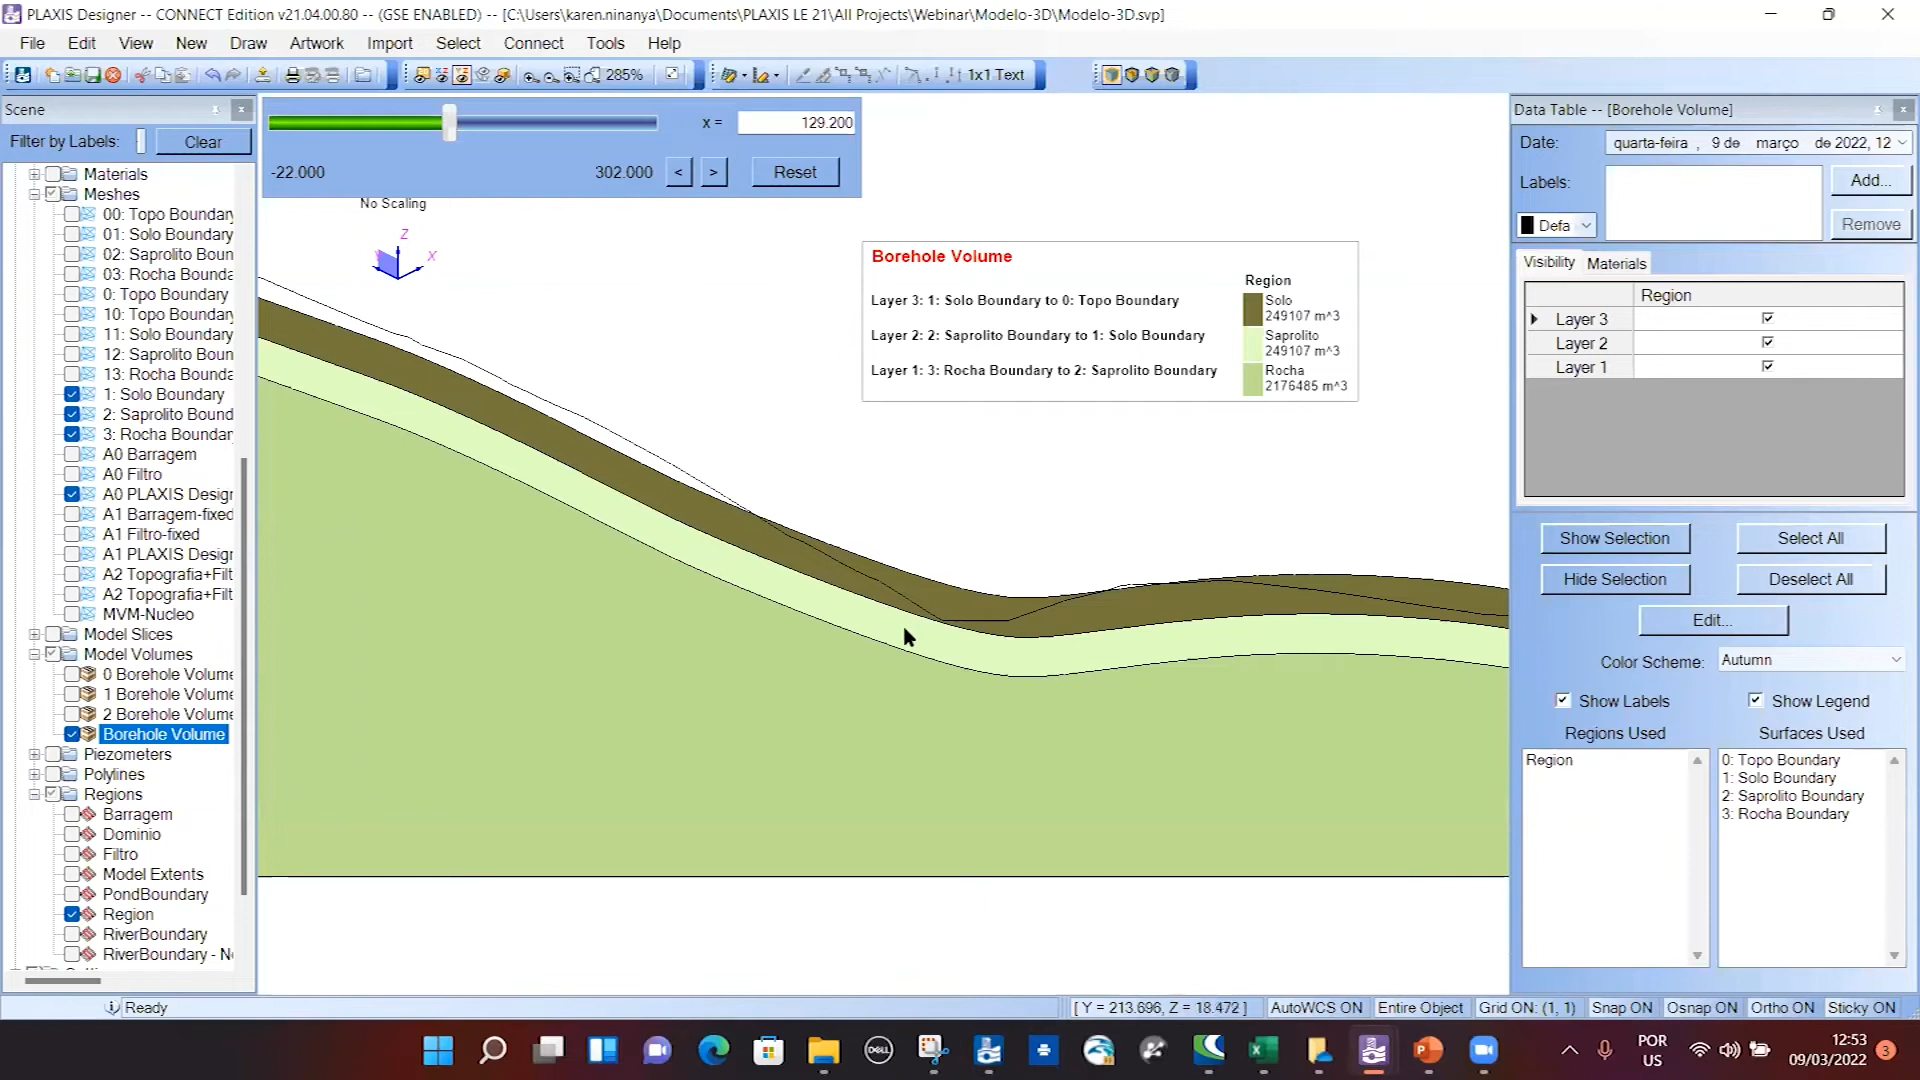 PLAXIS Designer -- CONNECT Edition v21.04.00.80 -- (GSE ENABLED) -- [C:\Users\karen.ninanya\Documents\PLAXIS LE 21\All Projects\Webinar\Modelo-3D\Modelo-3D.svp]
File Edit View New Draw Artwork Import Select Connect Tools Help
285% 1x1 Text
Scene
Filter by Labels: Clear
Materials
Meshes
00: Topo Boundary
01: Solo Boundary
02: Saprolito Boun
03: Rocha Bounda
0: Topo Boundary
10: Topo Boundary
11: Solo Boundary
12: Saprolito Boun
13: Rocha Bounda
1: Solo Boundary
2: Saprolito Bound
3: Rocha Boundar
A0 Barragem
A0 Filtro
A0 PLAXIS Desigr
A1 Barragem-fixed
A1 Filtro-fixed
A1 PLAXIS Desigr
A2 Topografia+Filt
A2 Topografia+Filt
MVM-Nucleo
Model Slices
Model Volumes
0 Borehole Volume
1 Borehole Volume
2 Borehole Volume
Borehole Volume
Piezometers
Polylines
Regions
Barragem
Dominio
Filtro
Model Extents
PondBoundary
Region
RiverBoundary
RiverBoundary - N
x = 129.200
-22.000 302.000 < > Reset
No Scaling
Z
X
Borehole Volume
Region
Layer 3: 1: Solo Boundary to 0: Topo Boundary
Solo
249107 m^3
Layer 2: 2: Saprolito Boundary to 1: Solo Boundary
Saprolito
249107 m^3
Layer 1: 3: Rocha Boundary to 2: Saprolito Boundary
Rocha
2176485 m^3
Data Table -- [Borehole Volume]
Date: quarta-feira , 9 de março de 2022, 12
Labels: Add...
Defa Remove
Visibility Materials
Region
Layer 3
Layer 2
Layer 1
Show Selection Select All
Hide Selection Deselect All
Edit...
Color Scheme: Autumn
Show Labels Show Legend
Regions Used Surfaces Used
Region
0: Topo Boundary
1: Solo Boundary
2: Saprolito Boundary
3: Rocha Boundary
Ready [ Y = 213.696, Z = 18.472 ] AutoWCS ON Entire Object Grid ON: (1, 1) Snap ON Osnap ON Ortho ON Sticky ON
DELL
POR
US
12:53
09/03/2022
3